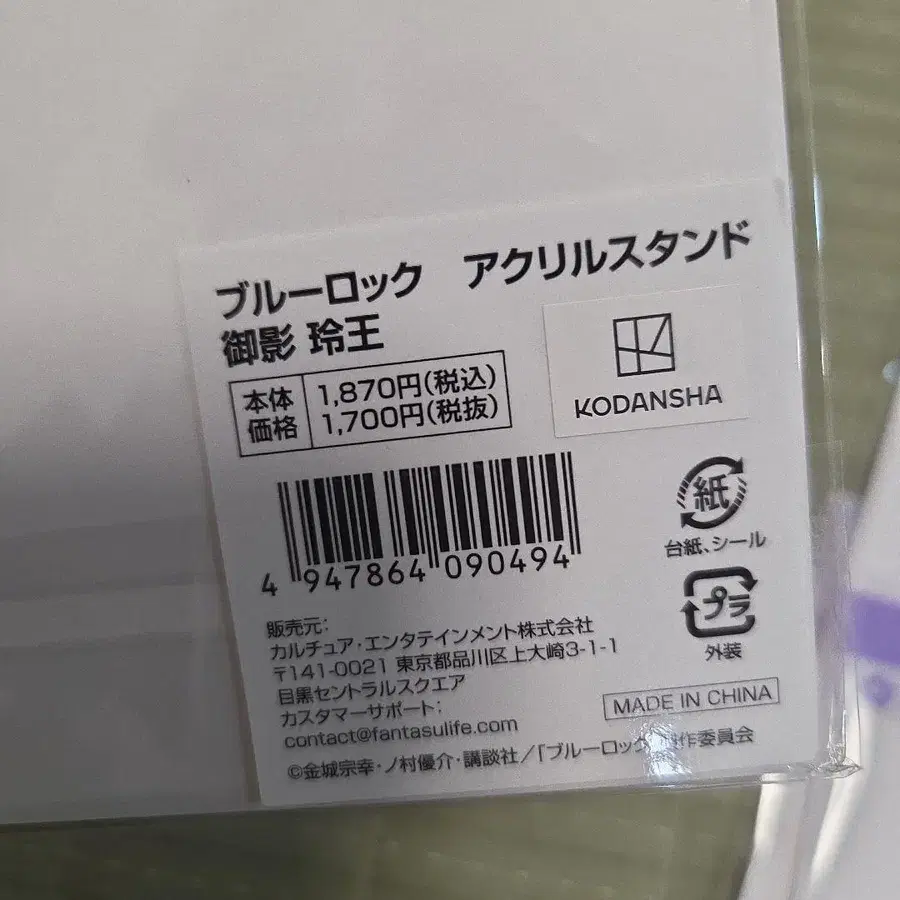 ブルーロック　アクリルスタンド
御影 玲王
本体価格 1,870円(税込)
1,700円(税抜)
KODANSHA
紙
台紙、シール
4 947864 090494
プラ
外装
販売元:
カルチュア・エンタテインメント株式会社
〒141-0021 東京都品川区上大崎3-1-1
目黒セントラルスクエア
カスタマーサポート:
contact@fantasulife.com
MADE IN CHINA
©金城宗幸・ノ村優介・講談社/「ブルーロック 作委員会